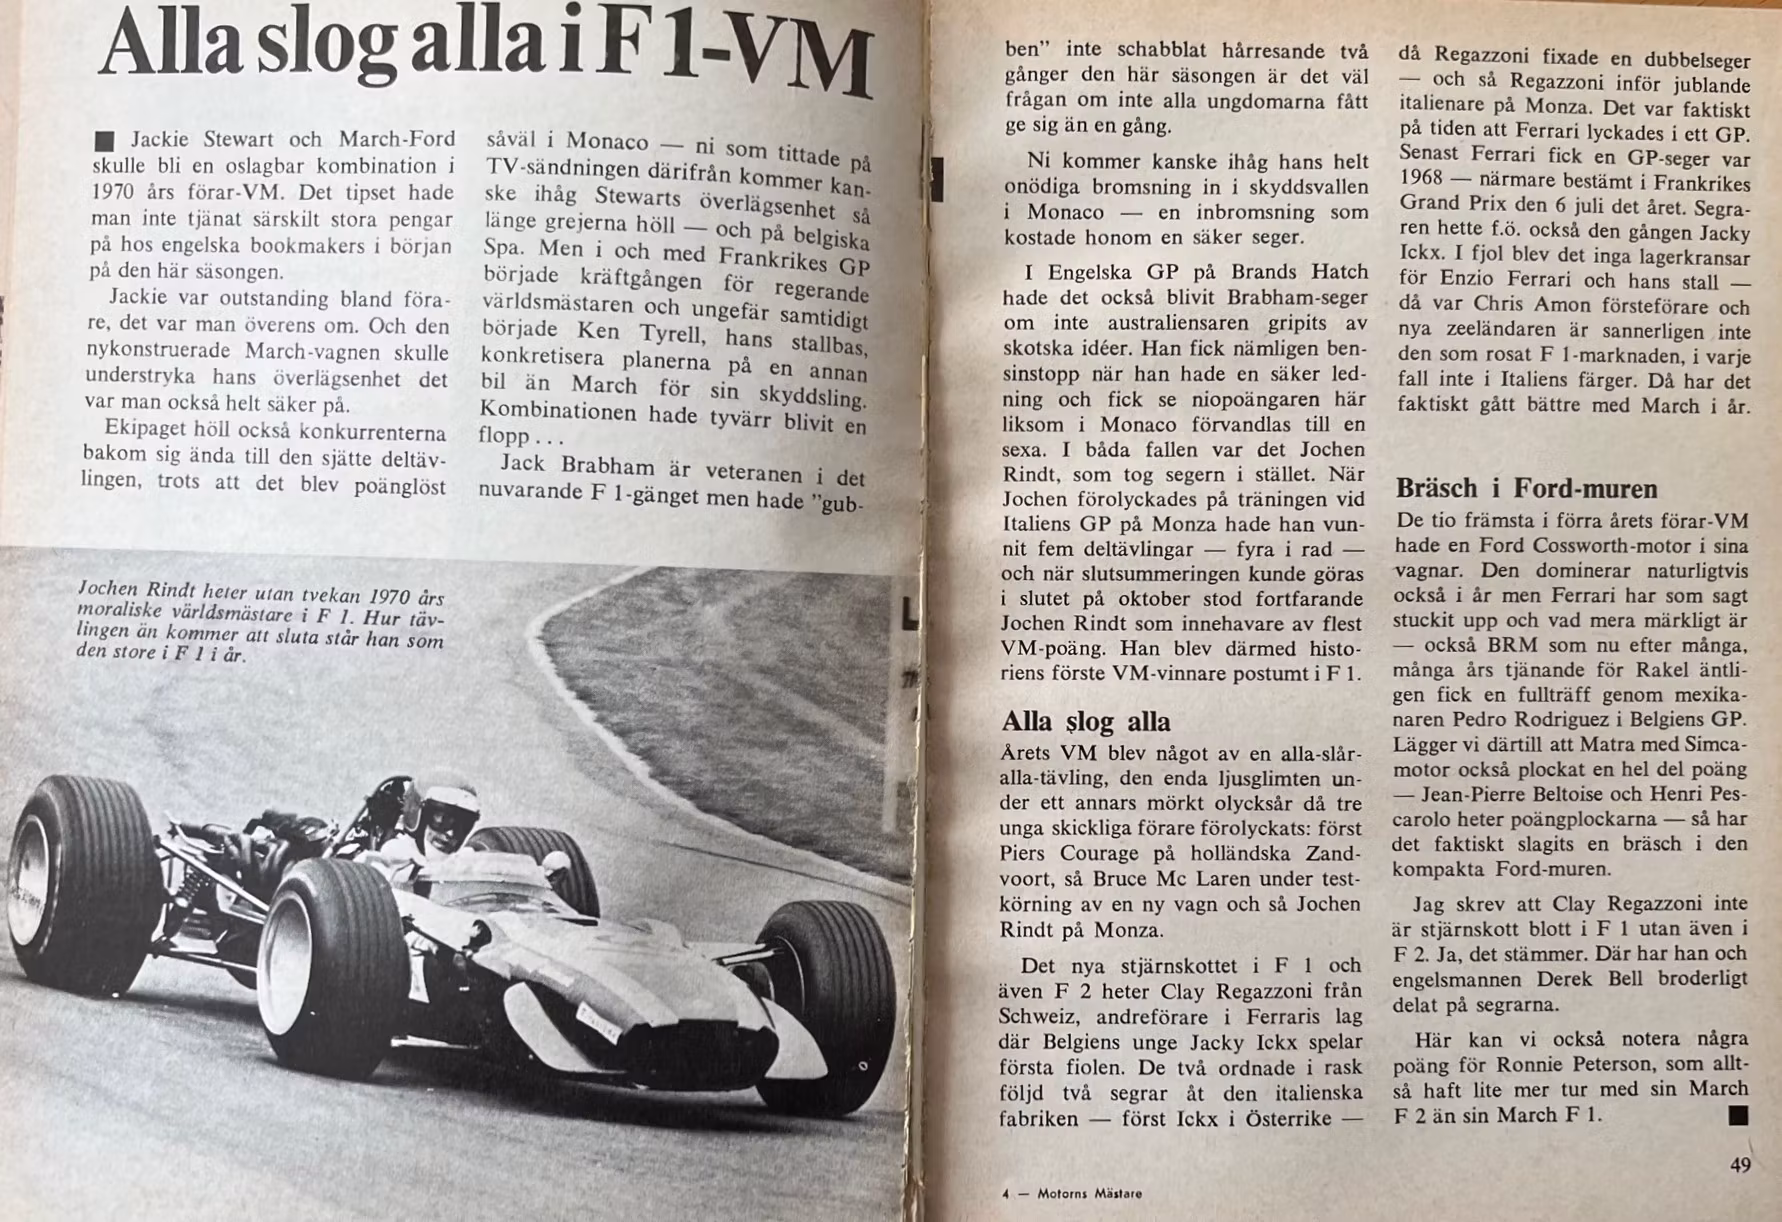 Alla slog alla i F 1-VM
■ Jackie Stewart och March-Ford
skulle bli en oslagbar kombination i
1970 års förar-VM. Det tipset hade
man inte tjänat särskilt stora pengar
på hos engelska bookmakers i början
på den här säsongen.
Jackie var outstanding bland föra-
re, det var man överens om. Och den
nykonstruerade March-vagnen skulle
understryka hans överlägsenhet det
var man också helt säker på.
Ekipaget höll också konkurrenterna
bakom sig ända till den sjätte deltäv-
lingen, trots att det blev poänglöst
såväl i Monaco — ni som tittade på
TV-sändningen därifrån kommer kan-
ske ihåg Stewarts överlägsenhet så
länge grejerna höll — och på belgiska
Spa. Men i och med Frankrikes GP
började kräftgången för regerande
världsmästaren och ungefär samtidigt
började Ken Tyrell, hans stallbas,
konkretisera planerna på en annan
bil än March för sin skyddsling.
Kombinationen hade tyvärr blivit en
flopp...
Jack Brabham är veteranen i det
nuvarande F 1-gänget men hade ”gub-
Jochen Rindt heter utan tvekan 1970 års
moraliske världsmästare i F 1. Hur täv-
lingen än kommer att sluta står han som
den store i F 1 i år.
ben” inte schabblat hårresande två
gånger den här säsongen är det väl
frågan om inte alla ungdomarna fått
ge sig än en gång.
Ni kommer kanske ihåg hans helt
onödiga bromsning in i skyddsvallen
i Monaco — en inbromsning som
kostade honom en säker seger.
I Engelska GP på Brands Hatch
hade det också blivit Brabham-seger
om inte australiensaren gripits av
skotska idéer. Han fick nämligen ben-
sinstopp när han hade en säker led-
ning och fick se niopoängaren här
liksom i Monaco förvandlas till en
sexa. I båda fallen var det Jochen
Rindt, som tog segern i stället. När
Jochen förolyckades på träningen vid
Italiens GP på Monza hade han vun-
nit fem deltävlingar — fyra i rad —
och när slutsummeringen kunde göras
i slutet på oktober stod fortfarande
Jochen Rindt som innehavare av flest
VM-poäng. Han blev därmed histo-
riens förste VM-vinnare postumt i F 1.
Alla slog alla
Årets VM blev något av en alla-slår-
alla-tävling, den enda ljusglimten un-
der ett annars mörkt olycksår då tre
unga skickliga förare förolyckats: först
Piers Courage på holländska Zand-
voort, så Bruce Mc Laren under test-
körning av en ny vagn och så Jochen
Rindt på Monza.
Det nya stjärnskottet i F 1 och
även F 2 heter Clay Regazzoni från
Schweiz, andreförare i Ferraris lag
där Belgiens unge Jacky Ickx spelar
första fiolen. De två ordnade i rask
följd två segrar åt den italienska
fabriken — först Ickx i Österrike —
då Regazzoni fixade en dubbelseger
— och så Regazzoni inför jublande
italienare på Monza. Det var faktiskt
på tiden att Ferrari lyckades i ett GP.
Senast Ferrari fick en GP-seger var
1968 — närmare bestämt i Frankrikes
Grand Prix den 6 juli det året. Segra-
ren hette f.ö. också den gången Jacky
Ickx. I fjol blev det inga lagerkransar
för Enzio Ferrari och hans stall —
då var Chris Amon försteförare och
nya zeeländaren är sannerligen inte
den som rosat F 1-marknaden, i varje
fall inte i Italiens färger. Då har det
faktiskt gått bättre med March i år.
Bräsch i Ford-muren
De tio främsta i förra årets förar-VM
hade en Ford Cossworth-motor i sina
vagnar. Den dominerar naturligtvis
också i år men Ferrari har som sagt
stuckit upp och vad mera märkligt är
— också BRM som nu efter många,
många års tjänande för Rakel äntli-
gen fick en fullträff genom mexika-
naren Pedro Rodriguez i Belgiens GP.
Lägger vi därtill att Matra med Simca-
motor också plockat en hel del poäng
— Jean-Pierre Beltoise och Henri Pes-
carolo heter poängplockarna — så har
det faktiskt slagits en bräsch i den
kompakta Ford-muren.
Jag skrev att Clay Regazzoni inte
är stjärnskott blott i F 1 utan även i
F 2. Ja, det stämmer. Där har han och
engelsmannen Derek Bell broderligt
delat på segrarna.
Här kan vi också notera några
poäng för Ronnie Peterson, som allt-
så haft lite mer tur med sin March
F 2 än sin March F 1. ■
49
4 — Motorns Mästare